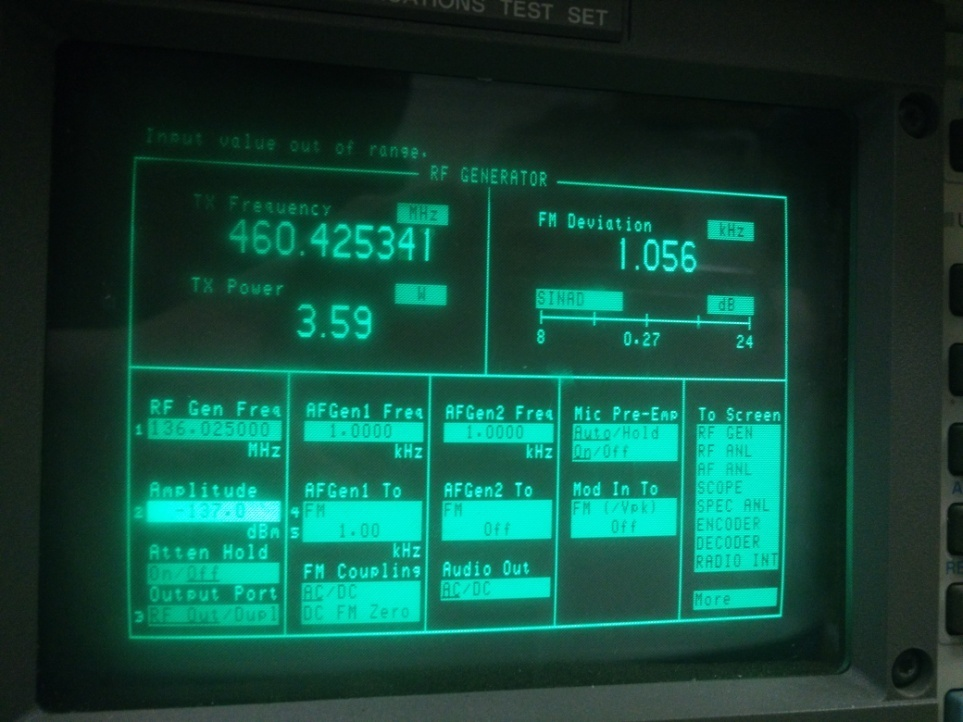 TEST SET
Input value out of range.
RF GENERATOR
TX Frequency
MHz
460.425341
TX Power
W
3.59
FM Deviation
kHz
1.056
SINAD
dB
8
0.27
24
RF Gen Freq
1 136.025000
MHz
Amplitude
2 -137.0
dBm
Atten Hold
On/Off
Output Port
3 RF Out/Dupl
AFGen1 Freq
1.0000
kHz
AFGen1 To
4 FM
5 1.00
kHz
FM Coupling
AC/DC
DC FM Zero
AFGen2 Freq
1.0000
kHz
AFGen2 To
FM
Off
Audio Out
AC/DC
Mic Pre-Emp
Auto/Hold
On/Off
Mod In To
FM (/Vpk)
Off
To Screen
RF GEN
RF ANL
AF ANL
SCOPE
SPEC ANL
ENCODER
DECODER
RADIO INT
More